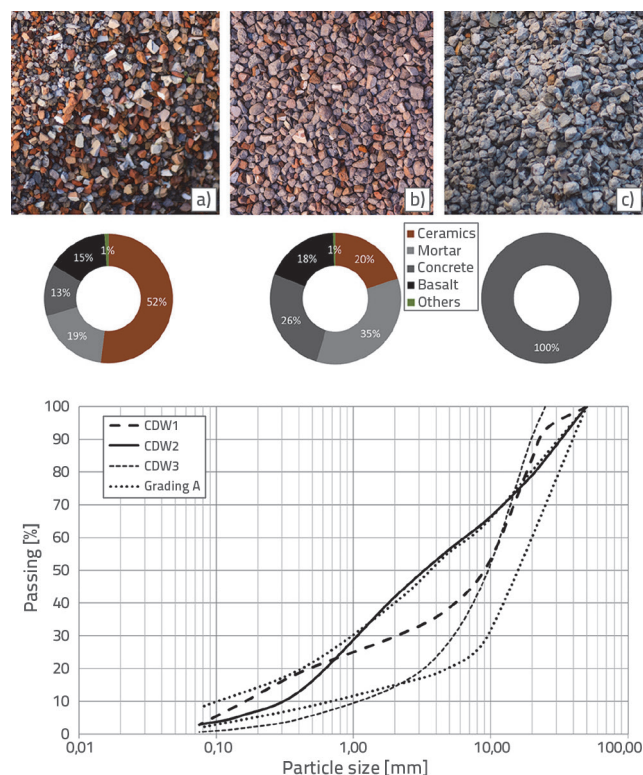 a)
b)
c)
15%
1%
13%
52%
19%
18%
1%
20%
26%
35%
Ceramics
Mortar
Concrete
Basalt
Others
100%
100
90
80
70
60
50
40
30
20
10
0
Passing [%]
CDW1
CDW2
CDW3
Grading A
0,01
0,10
1,00
10,00
100,00
Particle size [mm]